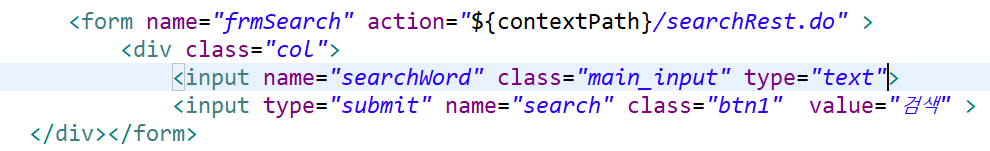 <form name="frmSearch" action="${contextPath}/searchRest.do" >
<div class="col">
<input name="searchWord" class="main_input" type="text">
<input type="submit" name="search" class="btn1"  value="검색" >
</div></form>